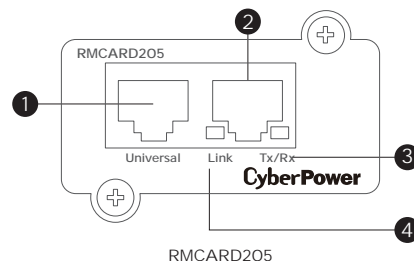 2
RMCARD205
1
Universal Link Tx/Rx
3
CyberPower
4
RMCARD205